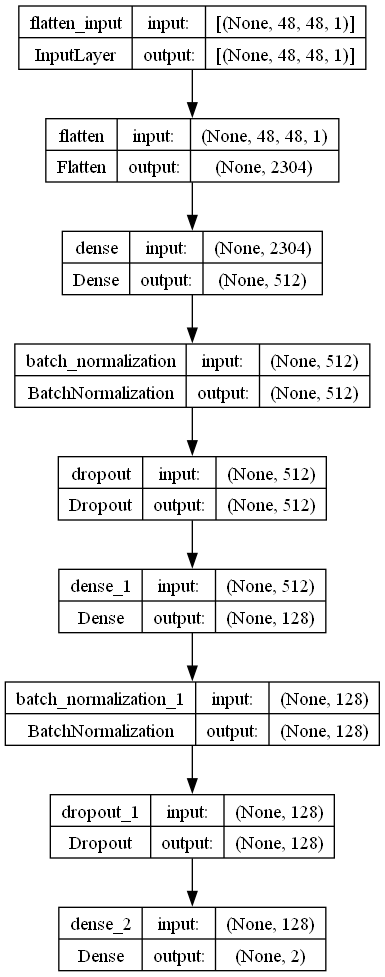 flatten_input input: [(None, 48, 48, 1)]
InputLayer output: [(None, 48, 48, 1)]
flatten input: (None, 48, 48, 1)
Flatten output: (None, 2304)
dense input: (None, 2304)
Dense output: (None, 512)
batch_normalization input: (None, 512)
BatchNormalization output: (None, 512)
dropout input: (None, 512)
Dropout output: (None, 512)
dense_1 input: (None, 512)
Dense output: (None, 128)
batch_normalization_1 input: (None, 128)
BatchNormalization output: (None, 128)
dropout_1 input: (None, 128)
Dropout output: (None, 128)
dense_2 input: (None, 128)
Dense output: (None, 2)